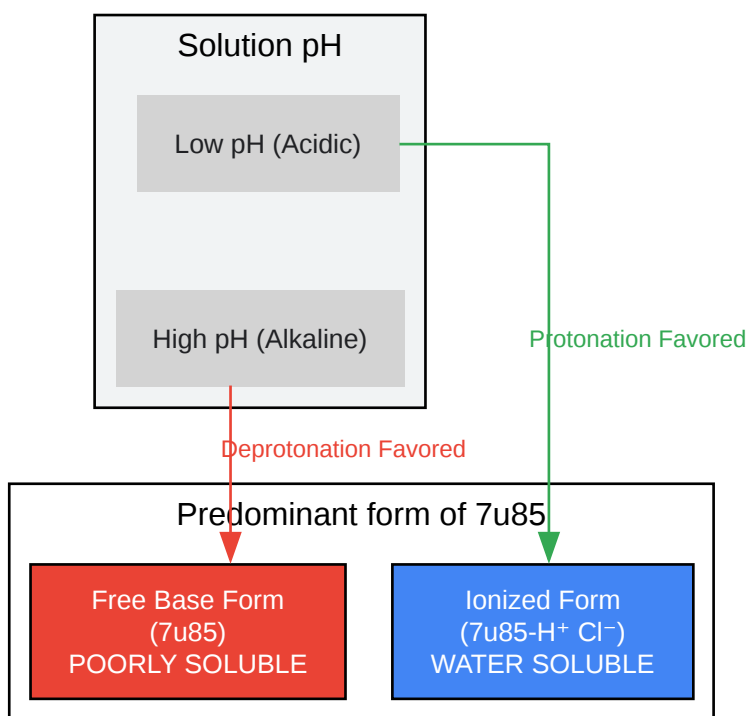 Solution pH
Low pH (Acidic)
High pH (Alkaline)
Protonation Favored
Deprotonation Favored
Predominant form of 7u85
Free Base Form
(7u85)
POORLY SOLUBLE
Ionized Form
(7u85-H⁺ Cl⁻)
WATER SOLUBLE